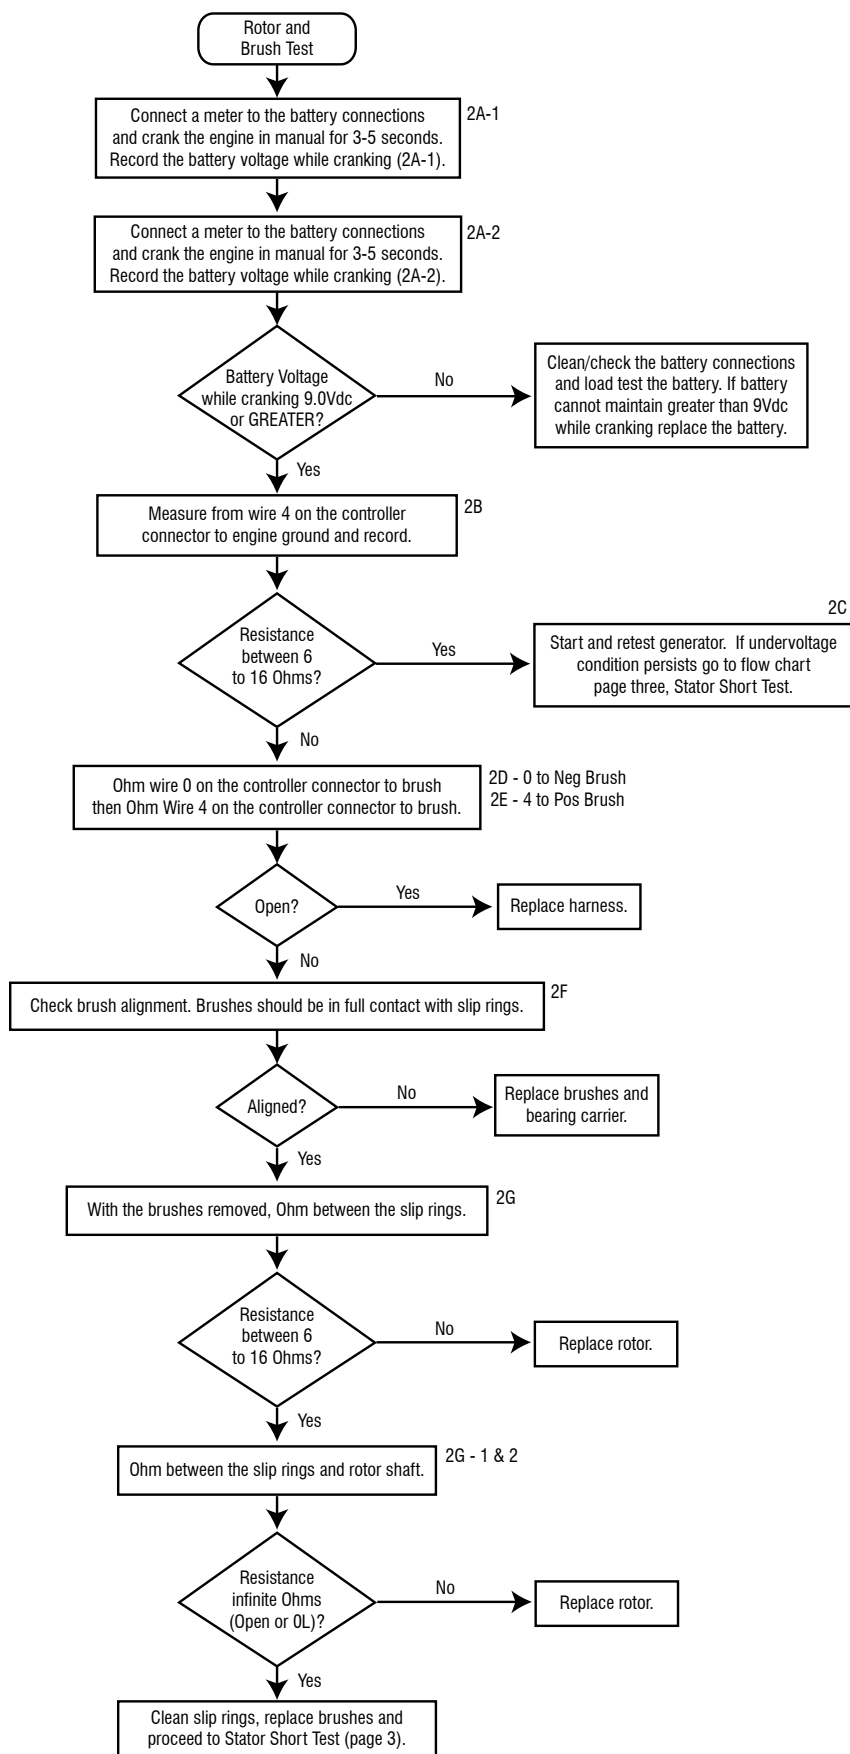 Rotor and
Brush Test
Connect a meter to the battery connections
and crank the engine in manual for 3-5 seconds.
Record the battery voltage while cranking (2A-1).
2A-1
Connect a meter to the battery connections
and crank the engine in manual for 3-5 seconds.
Record the battery voltage while cranking (2A-2).
2A-2
Battery Voltage
while cranking 9.0Vdc
or GREATER?
No
Clean/check the battery connections
and load test the battery. If battery
cannot maintain greater than 9Vdc
while cranking replace the battery.
Yes
Measure from wire 4 on the controller
connector to engine ground and record.
2B
Resistance
between 6
to 16 Ohms?
Yes
2C
Start and retest generator. If undervoltage
condition persists go to flow chart
page three, Stator Short Test.
No
Ohm wire 0 on the controller connector to brush
then Ohm Wire 4 on the controller connector to brush.
2D - 0 to Neg Brush
2E - 4 to Pos Brush
Open?
Yes
Replace harness.
No
Check brush alignment. Brushes should be in full contact with slip rings.
2F
Aligned?
No
Replace brushes and
bearing carrier.
Yes
With the brushes removed, Ohm between the slip rings.
2G
Resistance
between 6
to 16 Ohms?
No
Replace rotor.
Yes
Ohm between the slip rings and rotor shaft.
2G - 1 & 2
Resistance
infinite Ohms
(Open or 0L)?
No
Replace rotor.
Yes
Clean slip rings, replace brushes and
proceed to Stator Short Test (page 3).